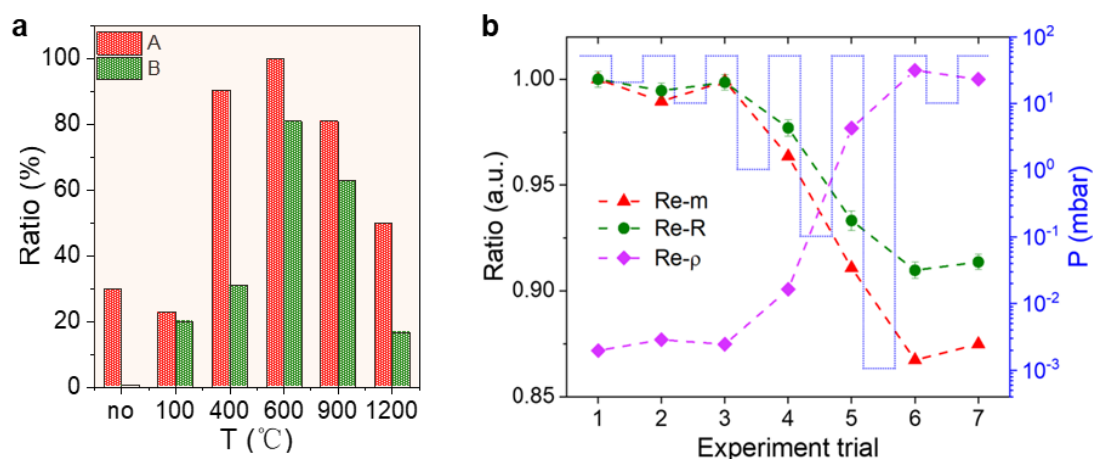 a
A
B
100
80
60
40
20
0
Ratio (%)
no 100 400 600 900 1200
T (℃)
b
1.00
0.95
0.90
0.85
Ratio (a.u.)
Re-m
Re-R
Re-ρ
10²
10¹
10⁰
10⁻¹
10⁻²
10⁻³
P (mbar)
1 2 3 4 5 6 7
Experiment trial